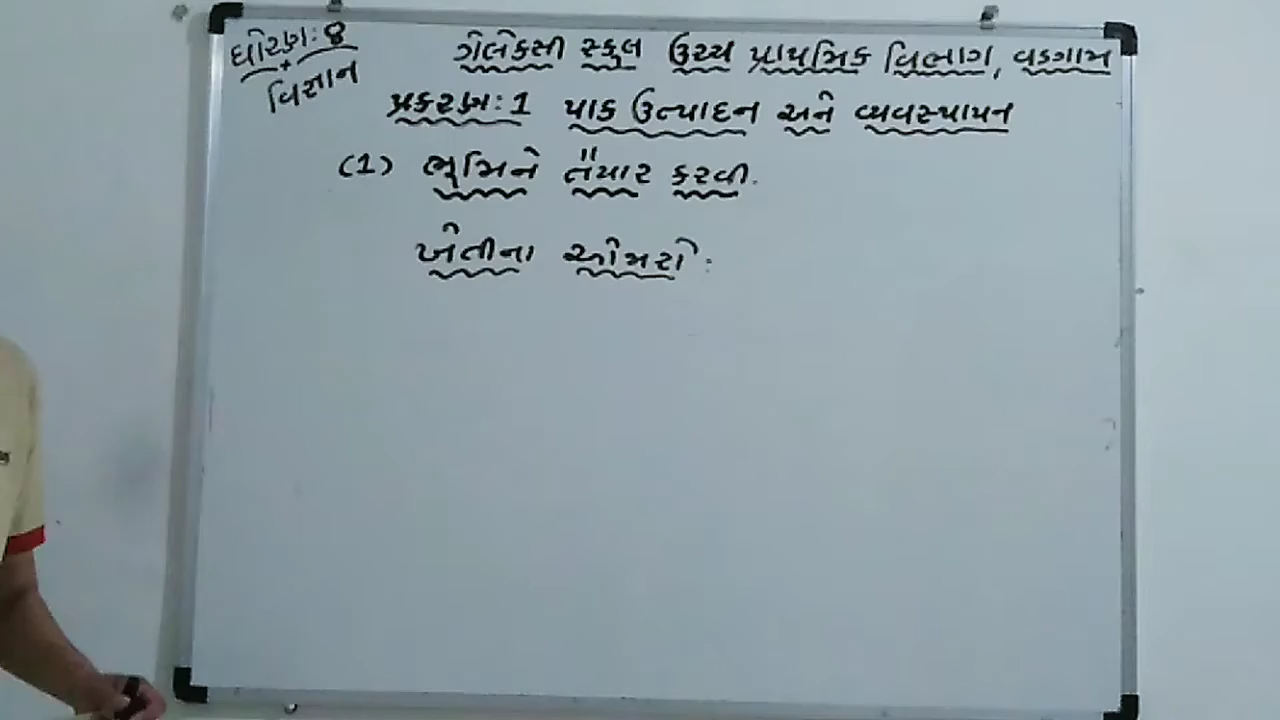 ધોરણ: 8
વિજ્ઞાન
ગેલેક્સી સ્કુલ ઉચ્ચ પ્રાથમિક વિભાગ, વડગામ
પ્રકરણ: 1 પાક ઉત્પાદન અને વ્યવસ્થાપન
(1) ભૂમિને તૈયાર કરવી.
ખેતીના ઓજારો: